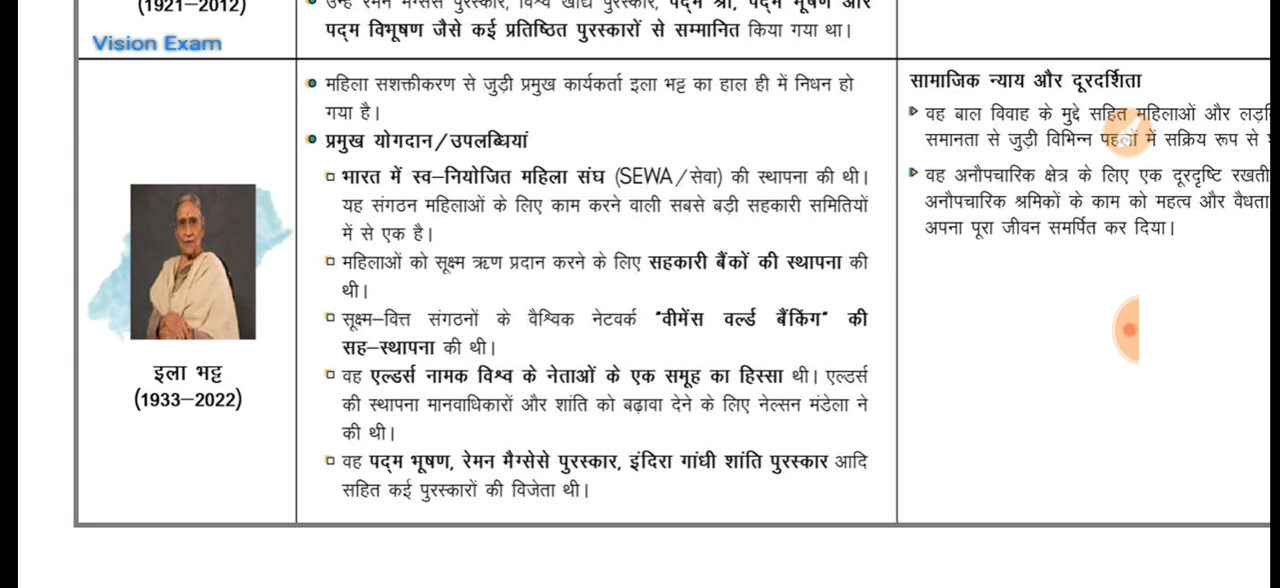 (1921–2012)
उन्हें रेमन मैग्सेसे पुरस्कार, विश्व खाद्य पुरस्कार, पद्म श्री, पद्म भूषण और
पद्म विभूषण जैसे कई प्रतिष्ठित पुरस्कारों से सम्मानित किया गया था।
Vision Exam
महिला सशक्तीकरण से जुड़ी प्रमुख कार्यकर्ता इला भट्ट का हाल ही में निधन हो
गया है।
प्रमुख योगदान/उपलब्धियां
भारत में स्व–नियोजित महिला संघ (SEWA/सेवा) की स्थापना की थी।
यह संगठन महिलाओं के लिए काम करने वाली सबसे बड़ी सहकारी समितियों
में से एक है।
महिलाओं को सूक्ष्म ऋण प्रदान करने के लिए सहकारी बैंकों की स्थापना की
थी।
सूक्ष्म–वित्त संगठनों के वैश्विक नेटवर्क "वीमेंस वर्ल्ड बैंकिंग" की
सह–स्थापना की थी।
वह एल्डर्स नामक विश्व के नेताओं के एक समूह का हिस्सा थी। एल्डर्स
की स्थापना मानवाधिकारों और शांति को बढ़ावा देने के लिए नेल्सन मंडेला ने
की थी।
वह पद्म भूषण, रेमन मैग्सेसे पुरस्कार, इंदिरा गांधी शांति पुरस्कार आदि
सहित कई पुरस्कारों की विजेता थी।
इला भट्ट
(1933–2022)
सामाजिक न्याय और दूरदर्शिता
वह बाल विवाह के मुद्दे सहित महिलाओं और
समानता से जुड़ी विभिन्न पहलों में सक्रिय रूप से
वह अनौपचारिक क्षेत्र के लिए एक दूरदृष्टि रखती
अनौपचारिक श्रमिकों के काम को महत्व और वैधता
अपना पूरा जीवन समर्पित कर दिया।